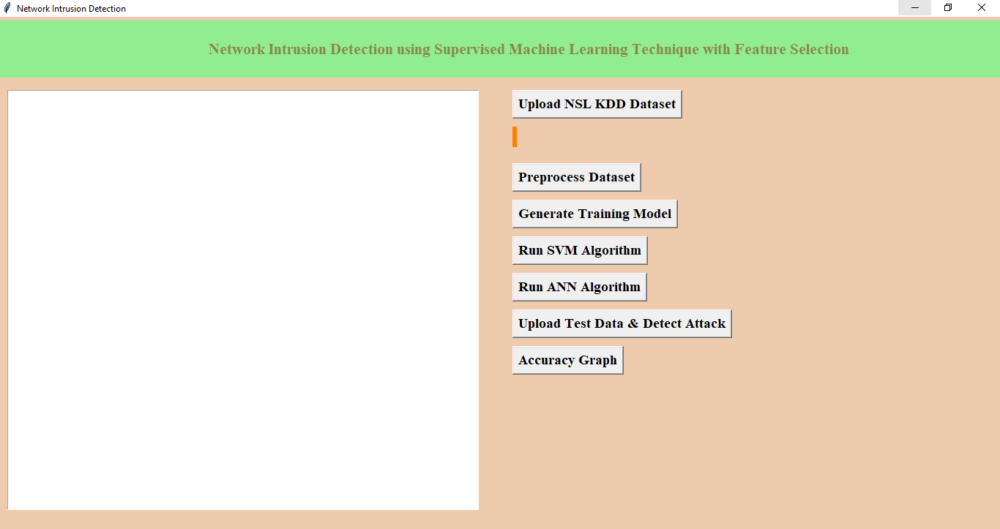 Network Intrusion Detection
Network Intrusion Detection using Supervised Machine Learning Technique with Feature Selection
Upload NSL KDD Dataset
Preprocess Dataset
Generate Training Model
Run SVM Algorithm
Run ANN Algorithm
Upload Test Data & Detect Attack
Accuracy Graph